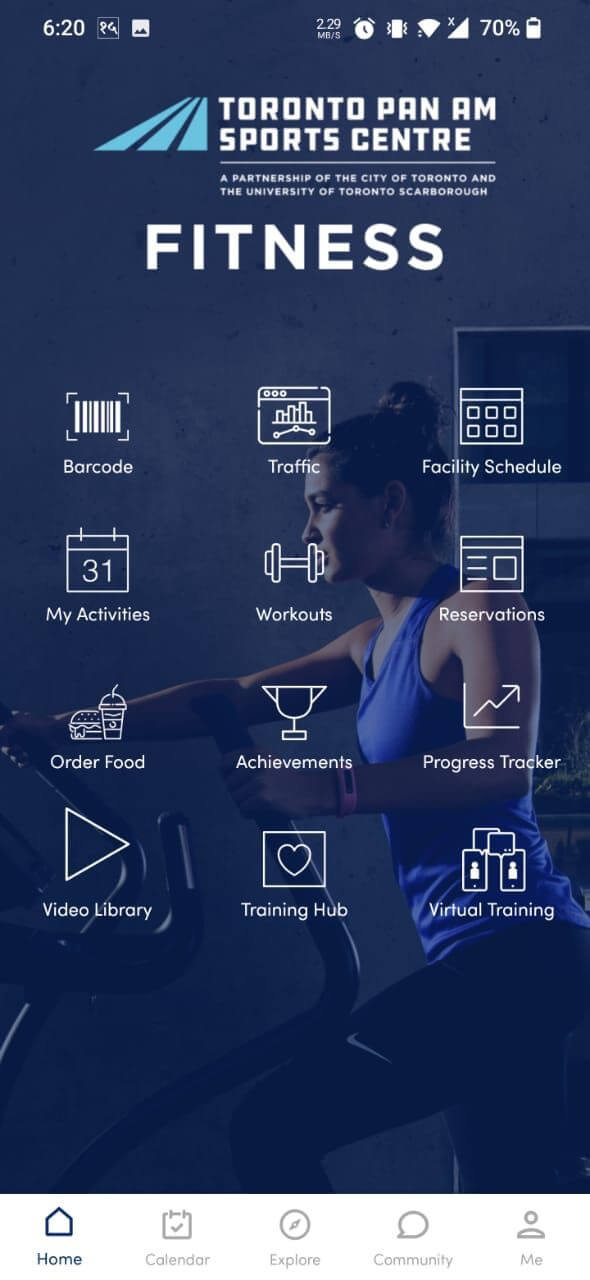 6:20 २५ 2.29 MB/S X 70%
TORONTO PAN AM
SPORTS CENTRE
A PARTNERSHIP OF THE CITY OF TORONTO AND
THE UNIVERSITY OF TORONTO SCARBOROUGH
FITNESS
Barcode Traffic Facility Schedule
31
My Activities Workouts Reservations
Order Food Achievements Progress Tracker
Video Library Training Hub Virtual Training
Home Calendar Explore Community Me